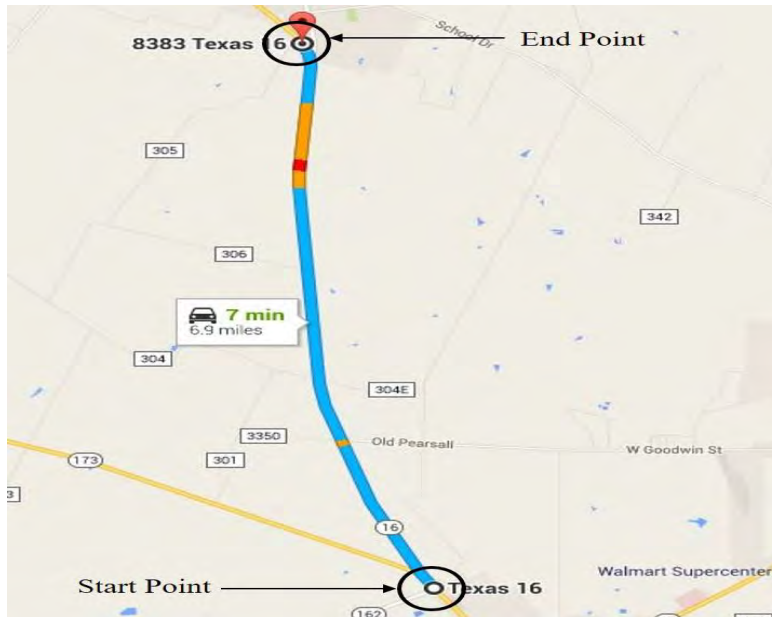 8383 Texas 16
End Point
School Dr
305
342
306
7 min
6.9 miles
304
304E
3350
Old Pearsall
W Goodwin St
173
301
3
16
Walmart Supercenter
Start Point
Texas 16
162